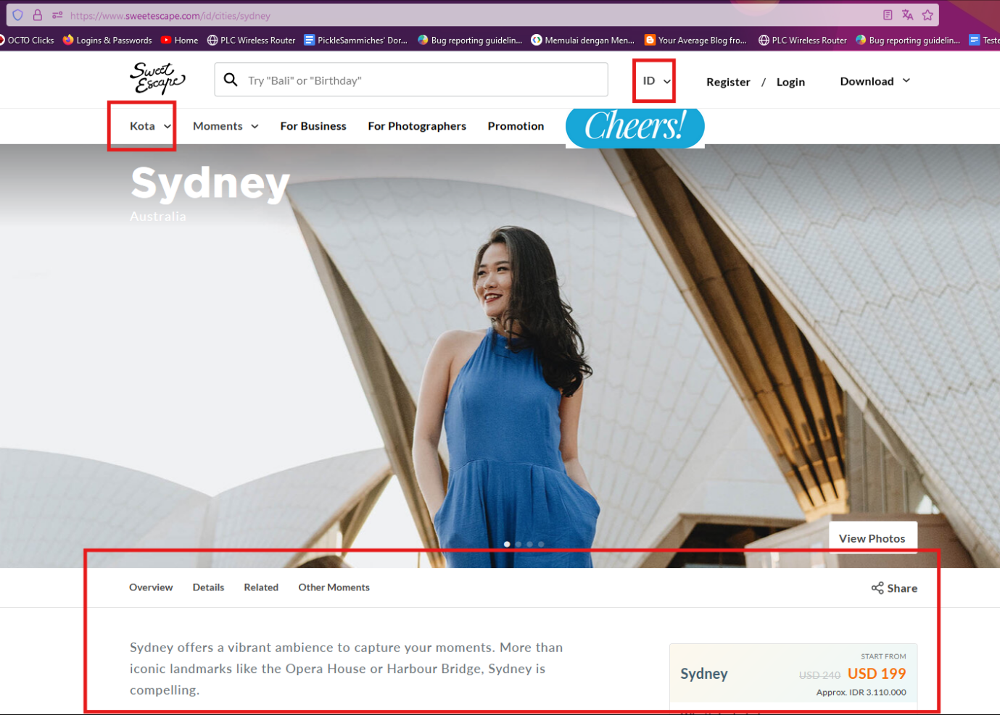 https://www.sweetescape.com/id/cities/sydney
OCTO Clicks Logins & Passwords Home PLC Wireless Router PickleSammiches' Dor... Bug reporting guidelin... Memulai dengan Men... Your Average Blog fro... PLC Wireless Router Bug reporting guidelin... Teste
Sweet
Escape
Try "Bali" or "Birthday"
ID
Register / Login
Download
Kota Moments For Business For Photographers Promotion Cheers!
Sydney
Australia
View Photos
Overview Details Related Other Moments Share
Sydney offers a vibrant ambience to capture your moments. More than
iconic landmarks like the Opera House or Harbour Bridge, Sydney is
compelling.
START FROM
Sydney USD 240 USD 199
Approx. IDR 3.110.000